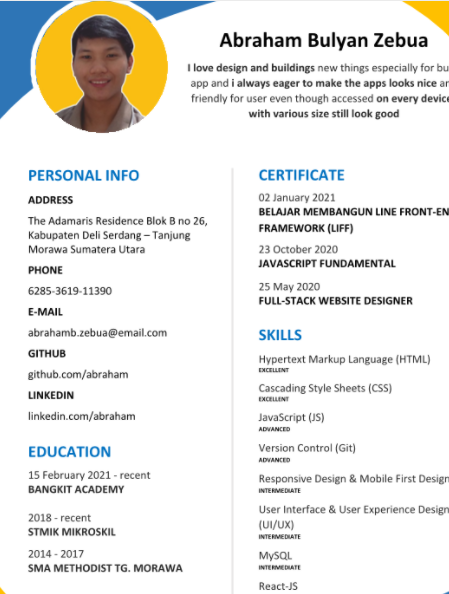 Abraham Bulyan Zebua
I love design and buildings new things especially for bu
app and i always eager to make the apps looks nice an
friendly for user even though accessed on every device
with various size still look good
PERSONAL INFO
ADDRESS
The Adamaris Residence Blok B no 26,
Kabupaten Deli Serdang – Tanjung
Morawa Sumatera Utara
PHONE
6285-3619-11390
E-MAIL
abrahamb.zebua@email.com
GITHUB
github.com/abraham
LINKEDIN
linkedin.com/abraham
EDUCATION
15 February 2021 - recent
BANGKIT ACADEMY
2018 - recent
STMIK MIKROSKIL
2014 - 2017
SMA METHODIST TG. MORAWA
CERTIFICATE
02 January 2021
BELAJAR MEMBANGUN LINE FRONT-EN
FRAMEWORK (LIFF)
23 October 2020
JAVASCRIPT FUNDAMENTAL
25 May 2020
FULL-STACK WEBSITE DESIGNER
SKILLS
Hypertext Markup Language (HTML)
EXCELLENT
Cascading Style Sheets (CSS)
EXCELLENT
JavaScript (JS)
ADVANCED
Version Control (Git)
ADVANCED
Responsive Design & Mobile First Design
INTERMEDIATE
User Interface & User Experience Design
(UI/UX)
INTERMEDIATE
MySQL
INTERMEDIATE
React-JS